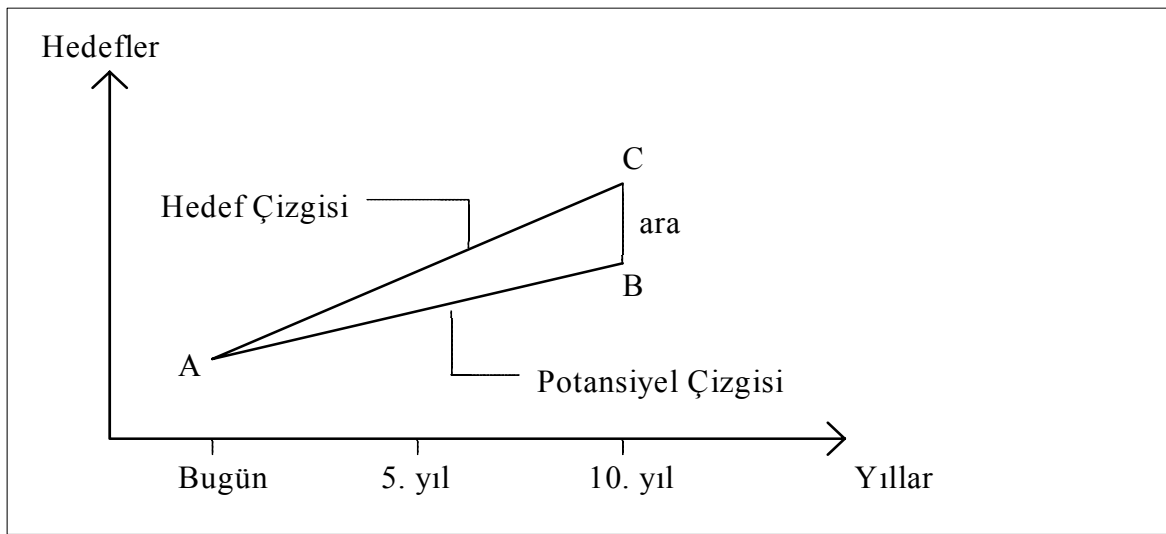 Hedefler
C
Hedef Çizgisi
ara
B
A
Potansiyel Çizgisi
Bugün 5. yıl 10. yıl Yıllar